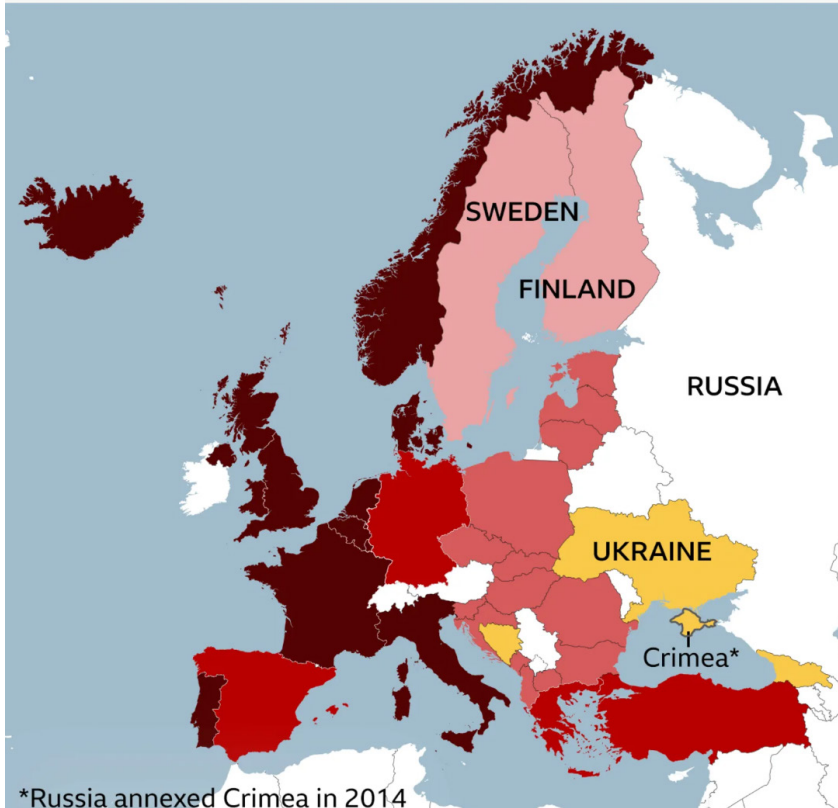 SWEDEN
FINLAND
RUSSIA
UKRAINE
Crimea*
*Russia annexed Crimea in 2014